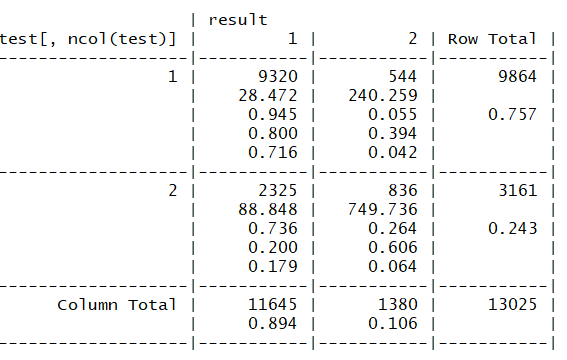 | result
test[, ncol(test)] | 1 | 2 | Row Total |
-------------------|-----------|-----------|-----------|
1 | 9320 | 544 | 9864 |
| 28.472 | 240.259 | |
| 0.945 | 0.055 | 0.757 |
| 0.800 | 0.394 | |
| 0.716 | 0.042 | |
-------------------|-----------|-----------|-----------|
2 | 2325 | 836 | 3161 |
| 88.848 | 749.736 | |
| 0.736 | 0.264 | 0.243 |
| 0.200 | 0.606 | |
| 0.179 | 0.064 | |
-------------------|-----------|-----------|-----------|
Column Total | 11645 | 1380 | 13025 |
| 0.894 | 0.106 | |
-------------------|-----------|-----------|-----------|